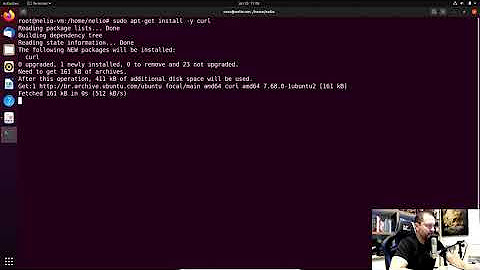 root@nelio-vm:/home/nelio# sudo apt-get install -y curl
Reading package lists... Done
Building dependency tree
Reading state information... Done
The following NEW packages will be installed:
curl
0 upgraded, 1 newly installed, 0 to remove and 23 not upgraded.
Need to get 161 kB of archives.
After this operation, 411 kB of additional disk space will be used.
Get:1 http://br.archive.ubuntu.com/ubuntu focal/main amd64 curl amd64 7.68.0-1ubuntu2 [161 kB]
Fetched 161 kB in 0s (512 kB/s)